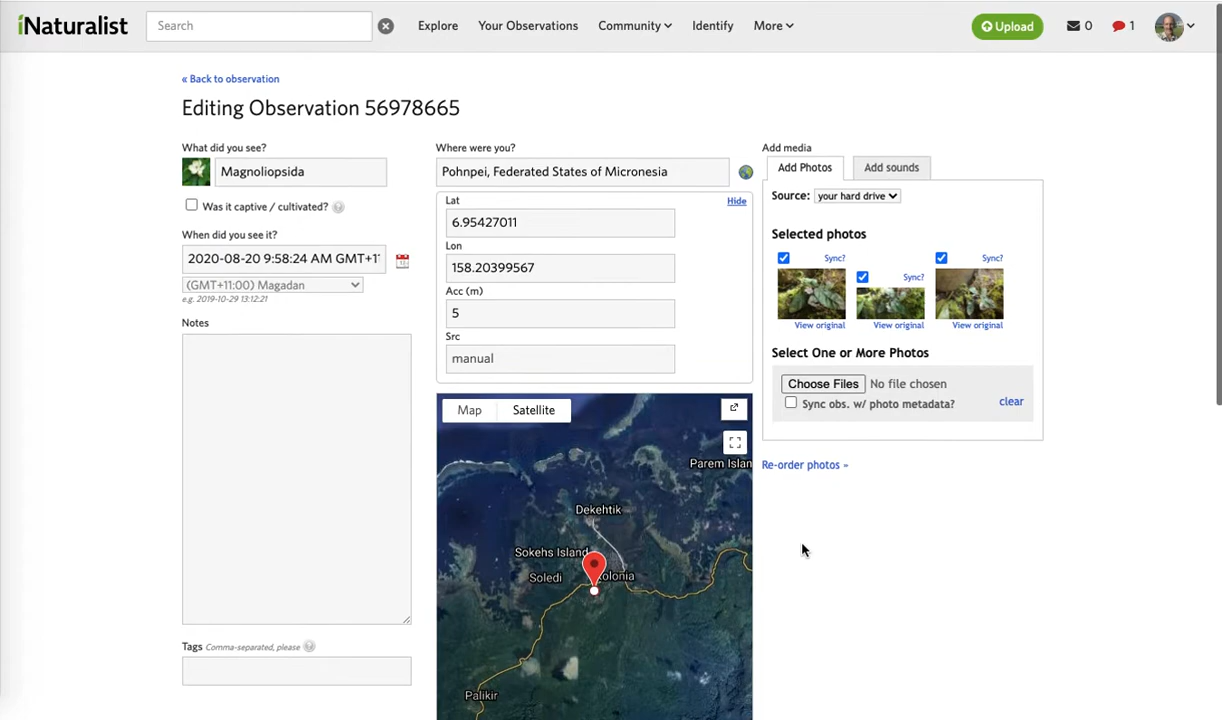 iNaturalist
Search
Explore
Your Observations
Community
Identify
More
Upload
0
1
« Back to observation
Editing Observation 56978665
What did you see?
Magnoliopsida
Was it captive / cultivated?
When did you see it?
2020-08-20 9:58:24 AM GMT+1
(GMT+11:00) Magadan
e.g. 2019-10-29 13:12:21
Notes
Tags Comma-separated, please
Where were you?
Pohnpei, Federated States of Micronesia
Lat
Hide
6.95427011
Lon
158.20399567
Acc (m)
5
Src
manual
Map
Satellite
Parem Islan
Dekehtik
Sokehs Island
Soledi
olonia
Palikir
Add media
Add Photos
Add sounds
Source: your hard drive
Selected photos
Sync?
Sync?
Sync?
View original
View original
View original
Select One or More Photos
Choose Files No file chosen
Sync obs. w/ photo metadata?
clear
Re-order photos »